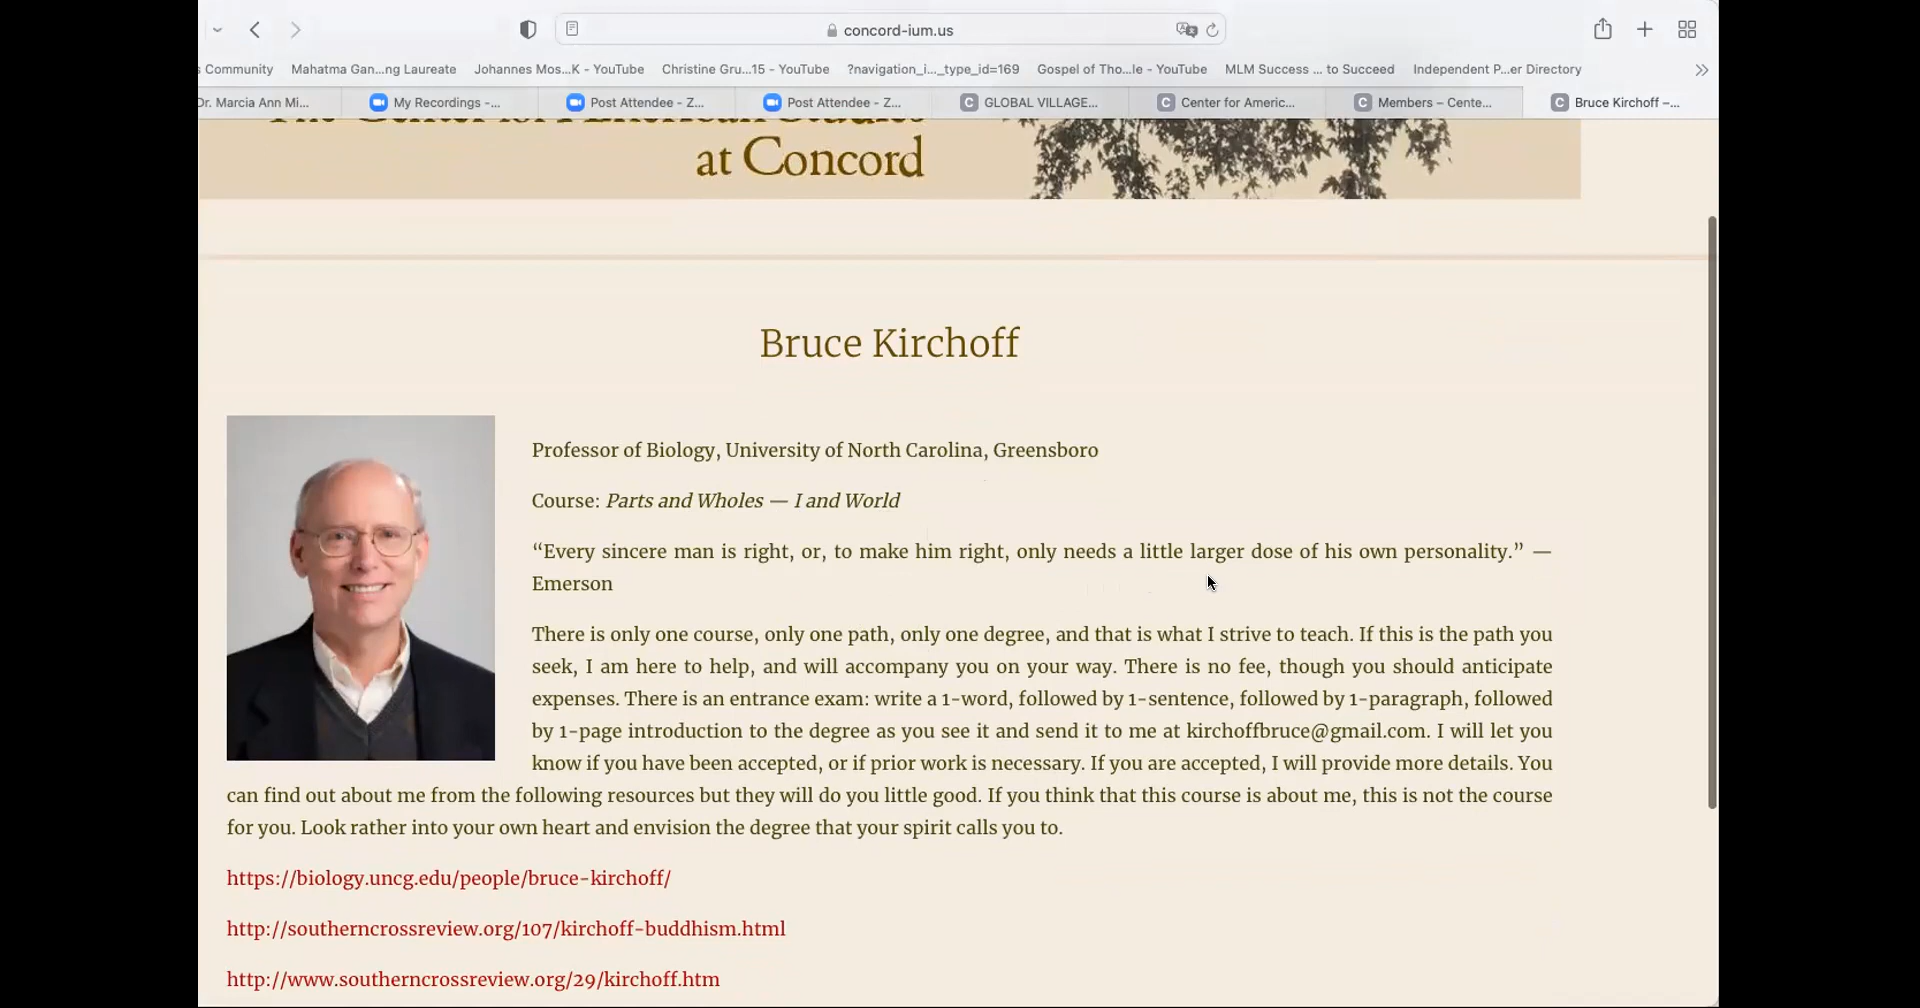 concord-ium.us
s Community Mahatma Gan...ng Laureate Johannes Mos...K - YouTube Christine Gru...15 - YouTube ?navigation_i..._type_id=169 Gospel of Tho...le - YouTube MLM Success ... to Succeed Independent P...er Directory
Dr. Marcia Ann Mi... My Recordings -... Post Attendee - Z... Post Attendee - Z... GLOBAL VILLAGE... Center for Americ... Members – Cente... Bruce Kirchoff –...
The Center for American Studies
at Concord
Bruce Kirchoff
Professor of Biology, University of North Carolina, Greensboro
Course: Parts and Wholes — I and World
“Every sincere man is right, or, to make him right, only needs a little larger dose of his own personality.” —
Emerson
There is only one course, only one path, only one degree, and that is what I strive to teach. If this is the path you
seek, I am here to help, and will accompany you on your way. There is no fee, though you should anticipate
expenses. There is an entrance exam: write a 1-word, followed by 1-sentence, followed by 1-paragraph, followed
by 1-page introduction to the degree as you see it and send it to me at kirchoffbruce@gmail.com. I will let you
know if you have been accepted, or if prior work is necessary. If you are accepted, I will provide more details. You
can find out about me from the following resources but they will do you little good. If you think that this course is about me, this is not the course
for you. Look rather into your own heart and envision the degree that your spirit calls you to.
https://biology.uncg.edu/people/bruce-kirchoff/
http://southerncrossreview.org/107/kirchoff-buddhism.html
http://www.southerncrossreview.org/29/kirchoff.htm